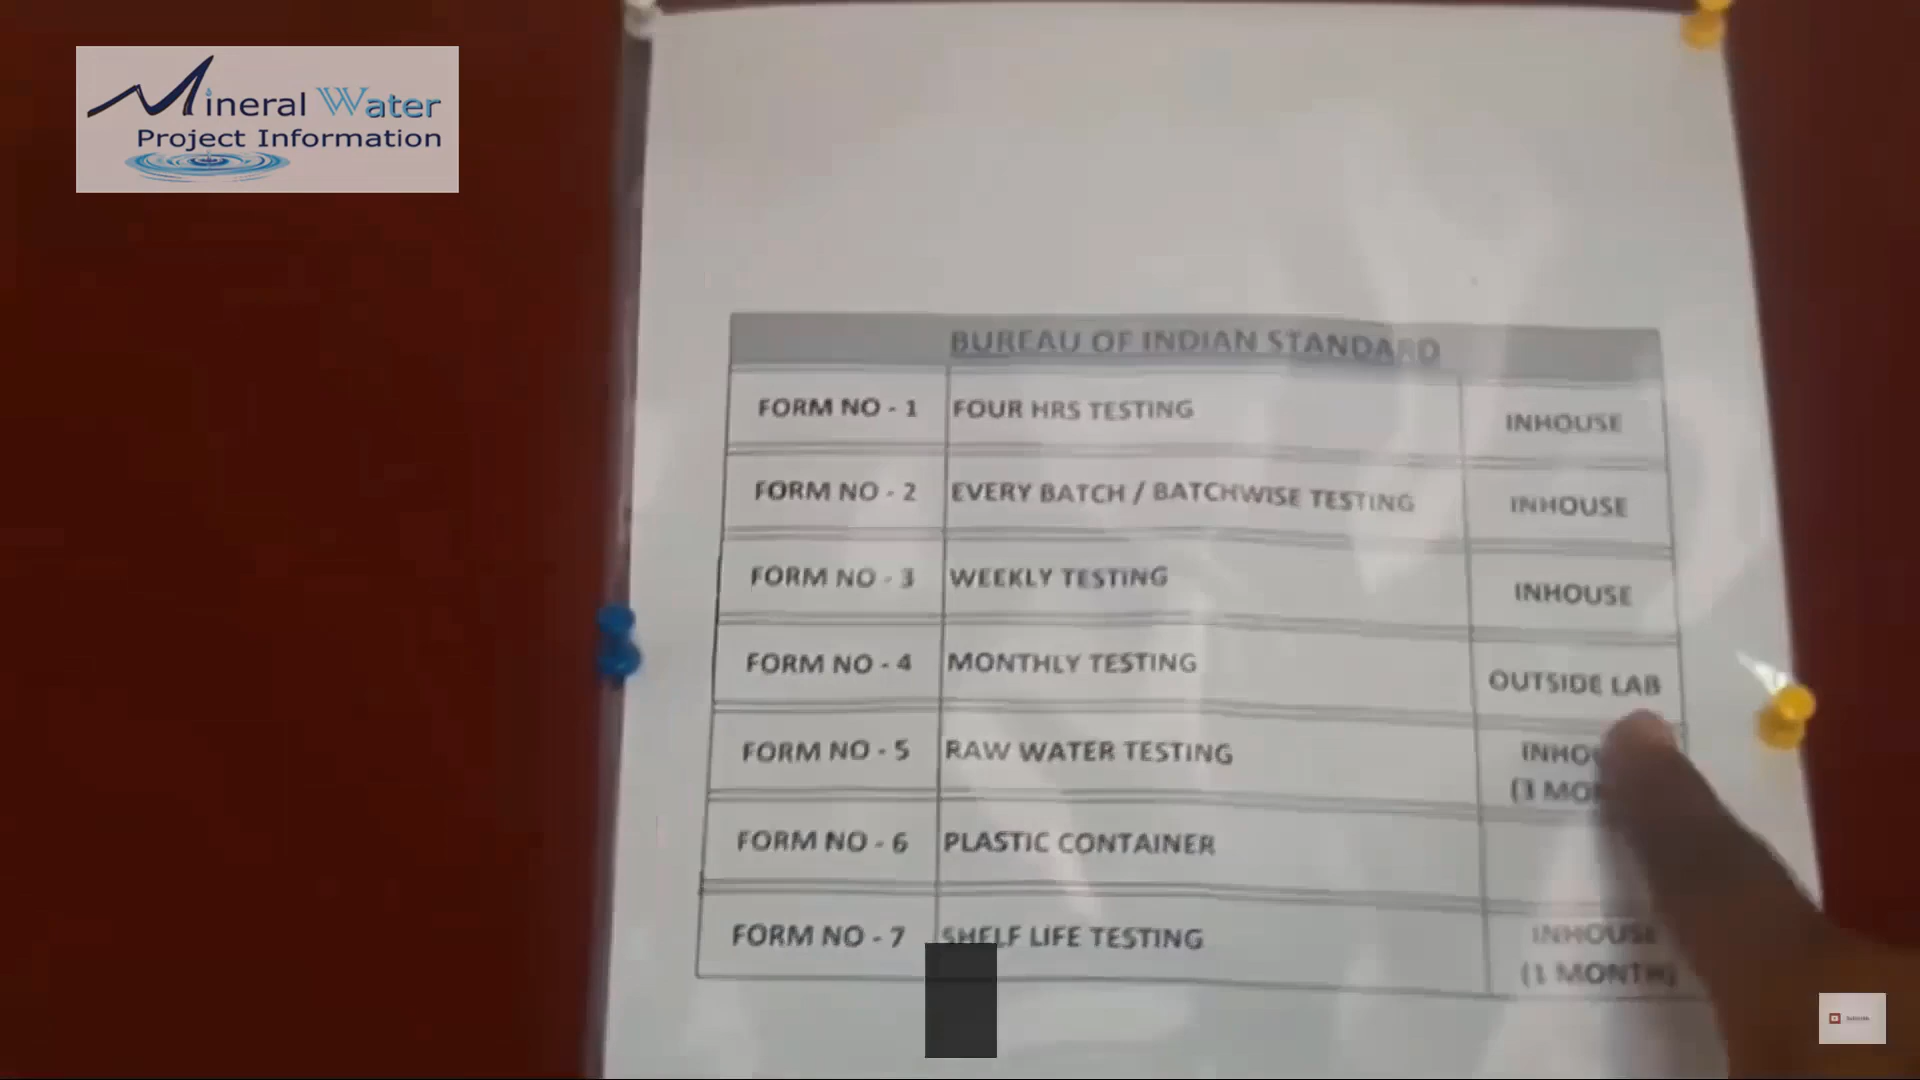 Mineral Water
Project Information
BUREAU OF INDIAN STANDARD
FORM NO - 1 FOUR HRS TESTING INHOUSE
FORM NO - 2 EVERY BATCH / BATCHWISE TESTING INHOUSE
FORM NO - 3 WEEKLY TESTING INHOUSE
FORM NO - 4 MONTHLY TESTING OUTSIDE LAB
FORM NO - 5 RAW WATER TESTING
(3
FORM NO - 6 PLASTIC CONTAINER
FORM NO - 7 SHELF LIFE TESTING INHOUSE
(1 MONTH)